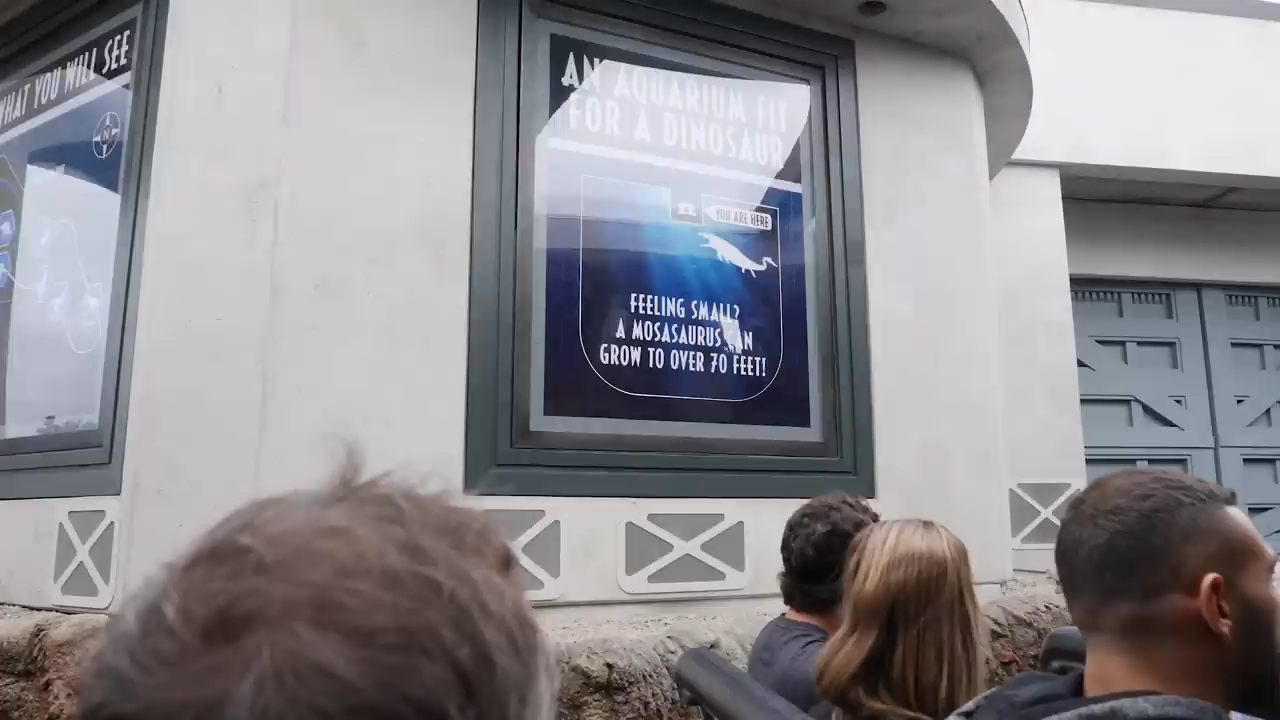 WHAT YOU WILL SEE
N
AN AQUARIUM FIT
FOR A DINOSAUR
YOU ARE HERE
FEELING SMALL?
A MOSASAURUS CAN
GROW TO OVER 70 FEET!